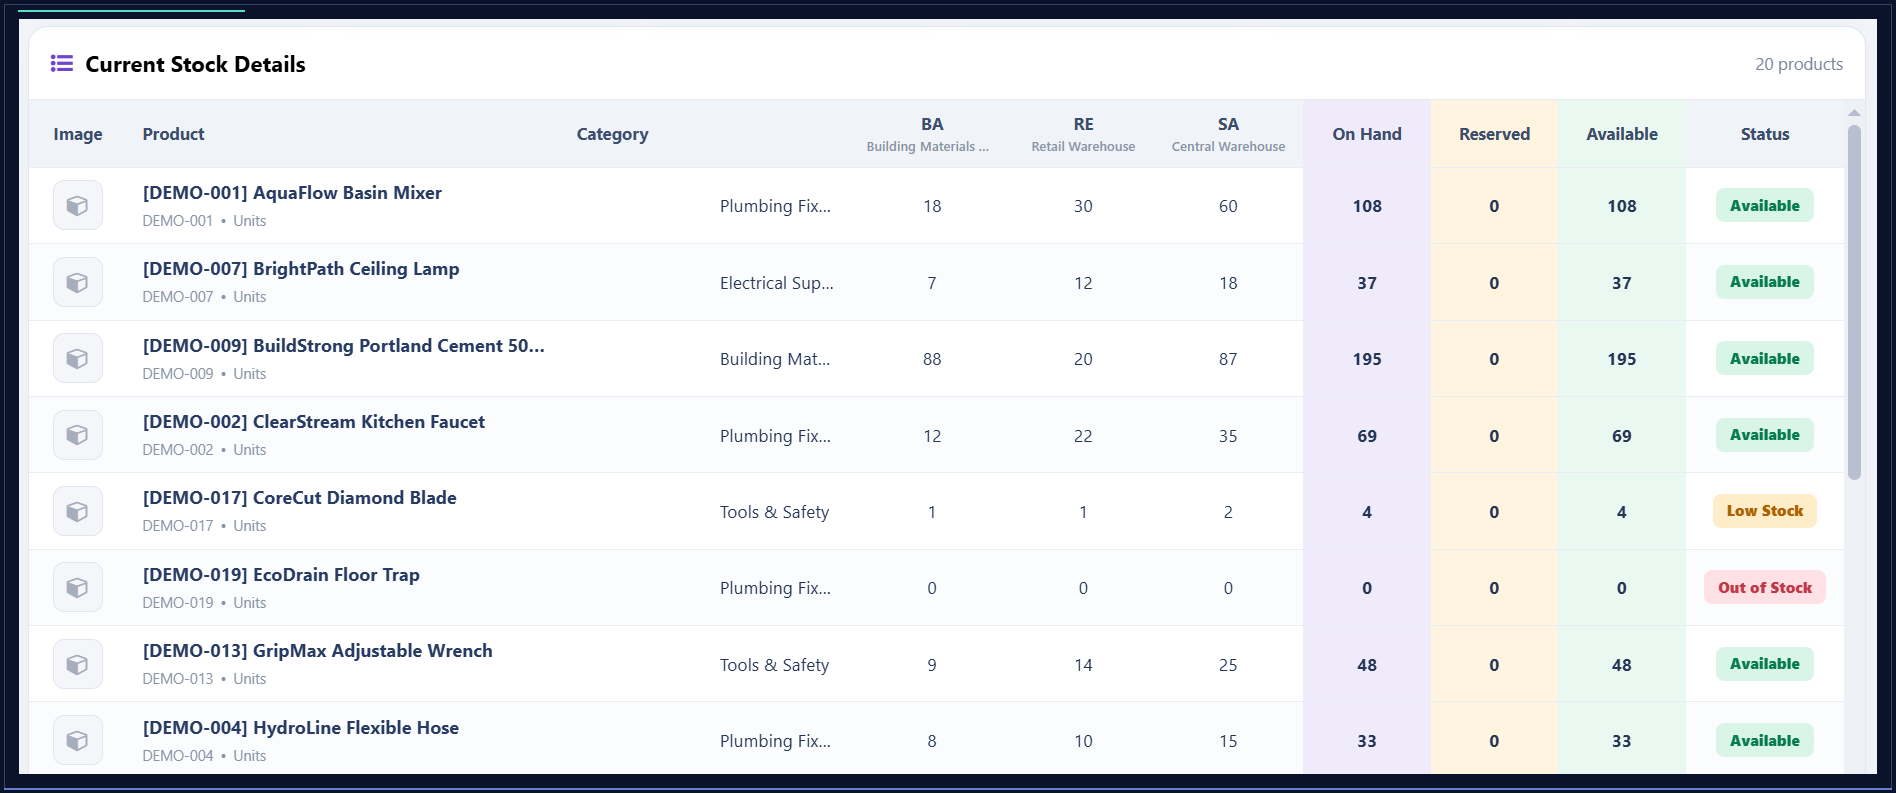 Current Stock Details
20 products
Image Product Category BA RE SA On Hand Reserved Available Status
Building Materials ... Retail Warehouse Central Warehouse
[DEMO-001] AquaFlow Basin Mixer
DEMO-001 • Units
Plumbing Fix... 18 30 60 108 0 108 Available
[DEMO-007] BrightPath Ceiling Lamp
DEMO-007 • Units
Electrical Sup... 7 12 18 37 0 37 Available
[DEMO-009] BuildStrong Portland Cement 50...
DEMO-009 • Units
Building Mat... 88 20 87 195 0 195 Available
[DEMO-002] ClearStream Kitchen Faucet
DEMO-002 • Units
Plumbing Fix... 12 22 35 69 0 69 Available
[DEMO-017] CoreCut Diamond Blade
DEMO-017 • Units
Tools & Safety 1 1 2 4 0 4 Low Stock
[DEMO-019] EcoDrain Floor Trap
DEMO-019 • Units
Plumbing Fix... 0 0 0 0 0 0 Out of Stock
[DEMO-013] GripMax Adjustable Wrench
DEMO-013 • Units
Tools & Safety 9 14 25 48 0 48 Available
[DEMO-004] HydroLine Flexible Hose
DEMO-004 • Units
Plumbing Fix... 8 10 15 33 0 33 Available